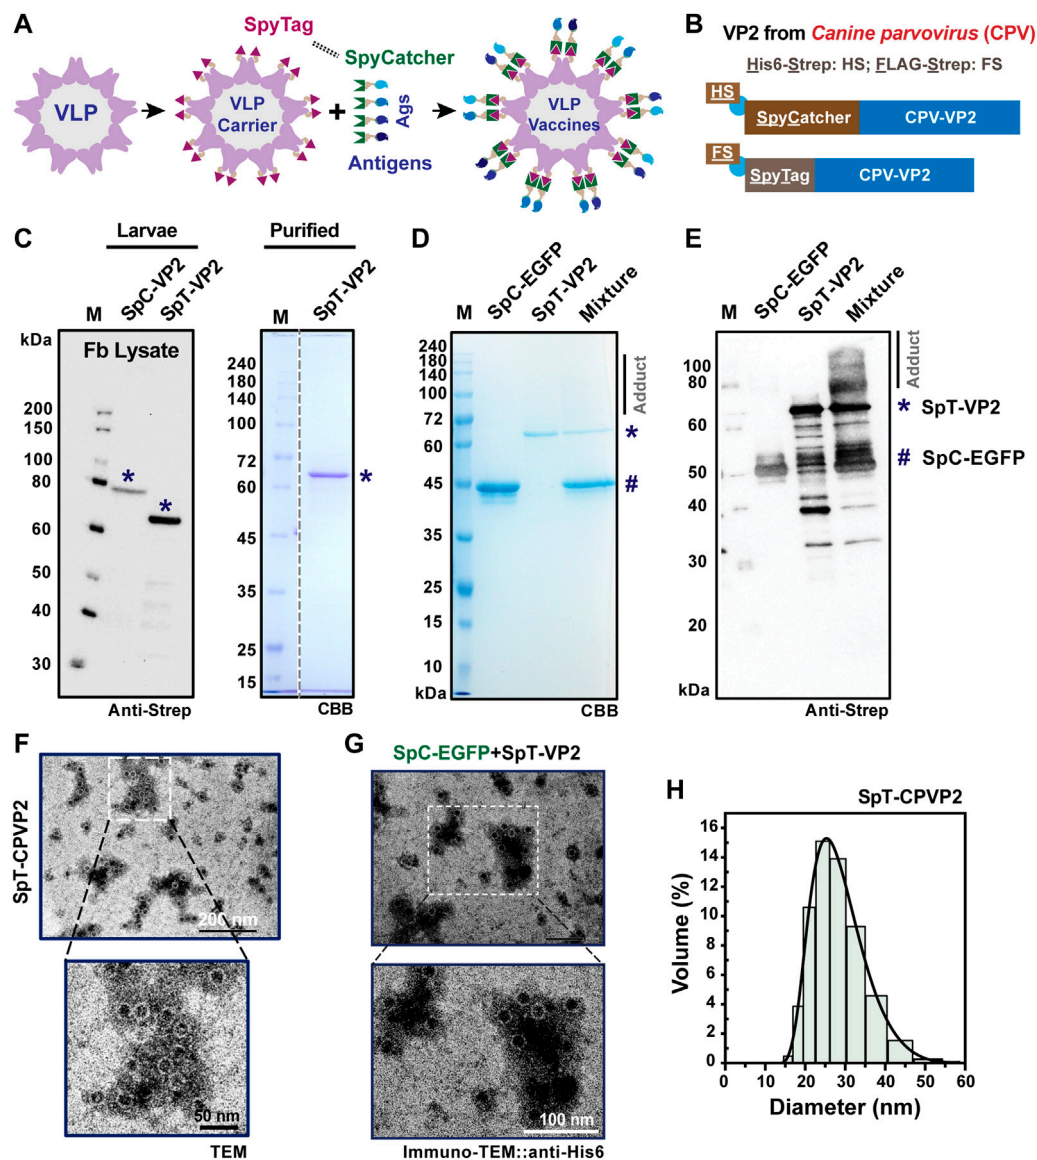 A
SpyTag
SpyCatcher
VLP
VLP
Carrier
+
Ags
Antigens
VLP
Vaccines
B
VP2 from Canine parvovirus (CPV)
His6-Strep: HS; FLAG-Strep: FS
HS
SpyCatcher
CPV-VP2
FS
SpyTag
CPV-VP2
C
Larvae
M
SpC-VP2
SpT-VP2
kDa
Fb Lysate
200
150
100
80
60
50
40
30
*
*
Anti-Strep
Purified
M
SpT-VP2
240
180
140
100
72
60
45
35
25
15
*
CBB
D
M
SpC-EGFP
SpT-VP2
Mixture
240
180
140
100
72
60
45
35
25
15
10
kDa
Adduct
*
#
CBB
E
M
SpC-EGFP
SpT-VP2
Mixture
100
80
60
50
40
30
20
kDa
Adduct
* SpT-VP2
# SpC-EGFP
Anti-Strep
F
SpT-CPVP2
200 nm
50 nm
TEM
G
SpC-EGFP+SpT-VP2
100 nm
Immuno-TEM::anti-His6
H
SpT-CPVP2
Volume (%)
16
14
12
10
8
6
4
2
0
0 10 20 30 40 50 60
Diameter (nm)